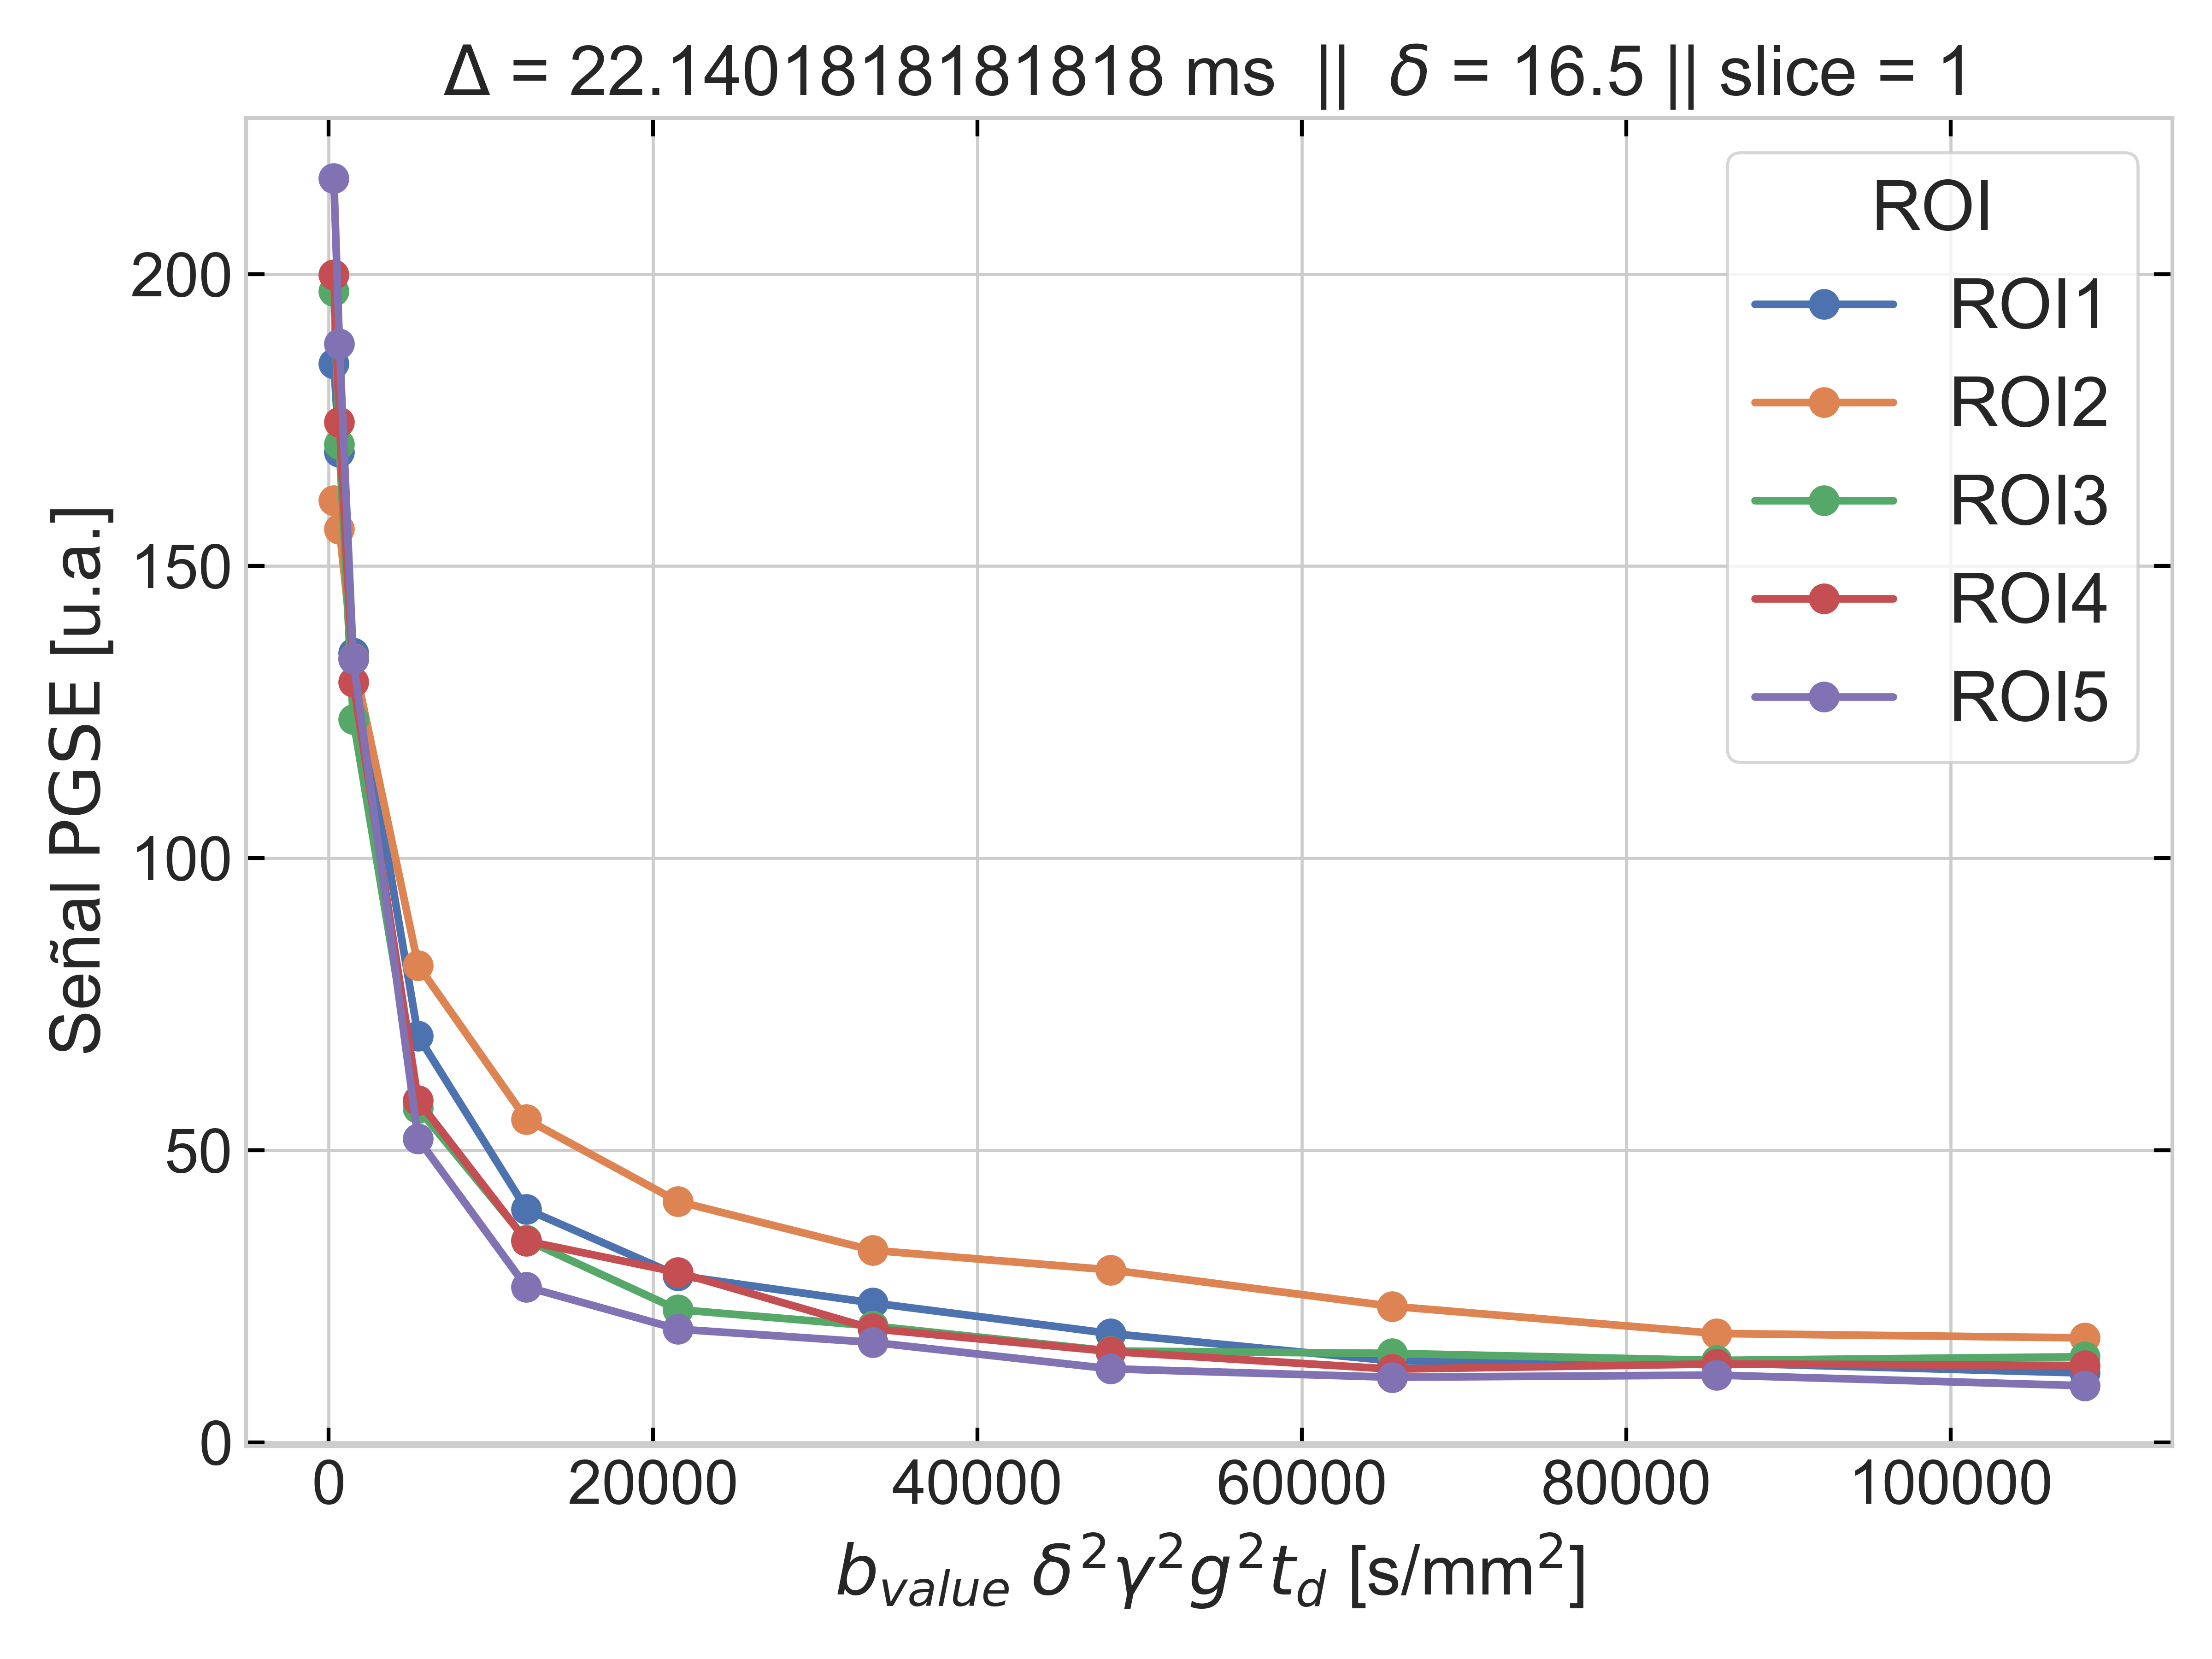 Δ = 22.14018181818181818 ms || δ = 16.5 || slice = 1
ROI
ROI1
ROI2
ROI3
ROI4
ROI5
Señal PGSE [u.a.]
200
150
100
50
0
0 20000 40000 60000 80000 100000
b_value δ²γ²g²t_d [s/mm²]